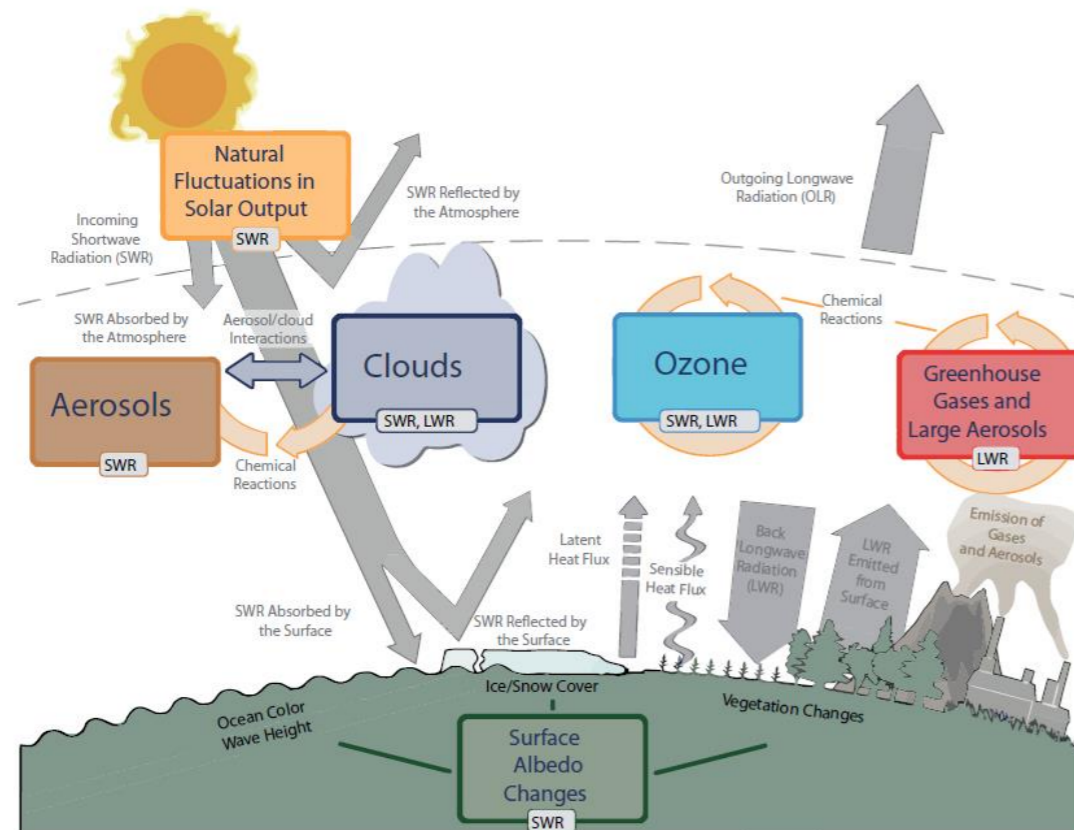 Natural
Fluctuations in
Solar Output
SWR
SWR Reflected by
the Atmosphere
Outgoing Longwave
Radiation (OLR)
Incoming
Shortwave
Radiation (SWR)
SWR Absorbed by
the Atmosphere
Aerosol/cloud
Interactions
Chemical
Reactions
Aerosols
SWR
Clouds
SWR, LWR
Ozone
SWR, LWR
Greenhouse
Gases and
Large Aerosols
LWR
Chemical
Reactions
Emission of
Gases
and Aerosols
Latent
Heat Flux
Sensible
Heat Flux
Back
Longwave
Radiation
(LWR)
LWR
Emitted
from
Surface
SWR Absorbed by
the Surface
SWR Reflected by
the Surface
Ice/Snow Cover
Ocean Color
Wave Height
Vegetation Changes
Surface
Albedo
Changes
SWR